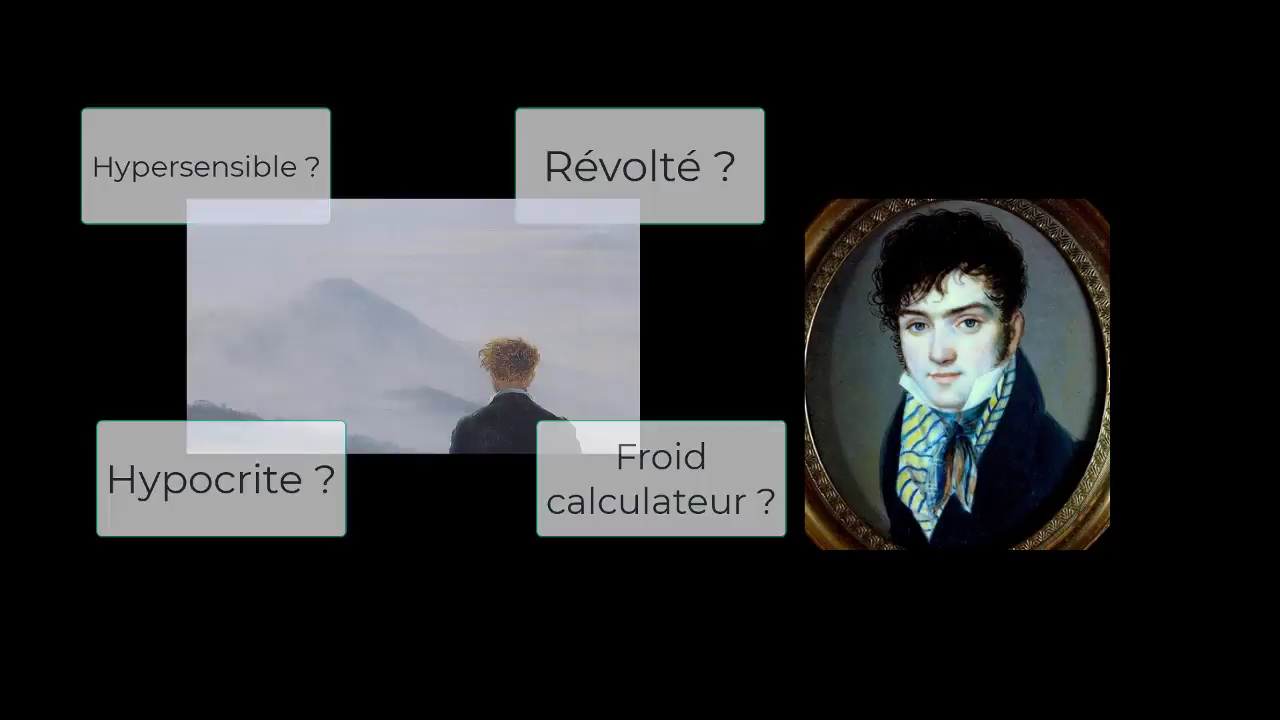 Hypersensible ?
Révolté ?
Hypocrite ?
Froid
calculateur ?